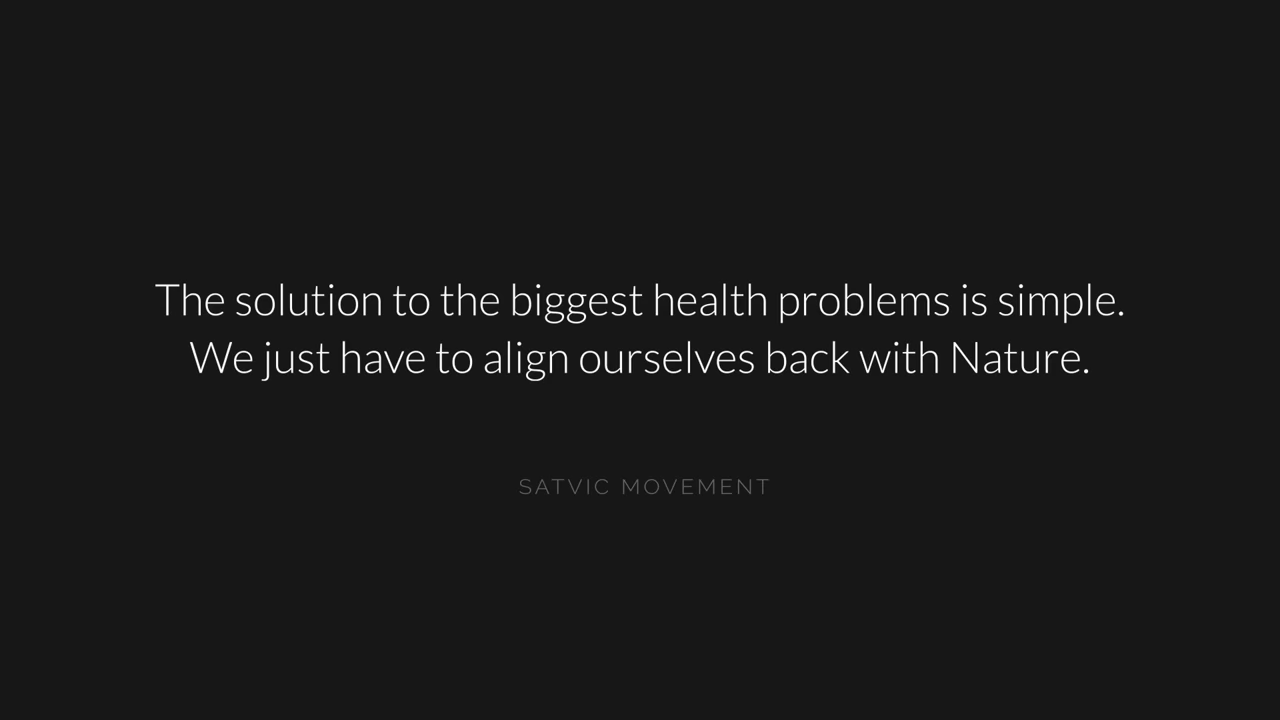 The solution to the biggest health problems is simple.
We just have to align ourselves back with Nature.
SATVIC MOVEMENT